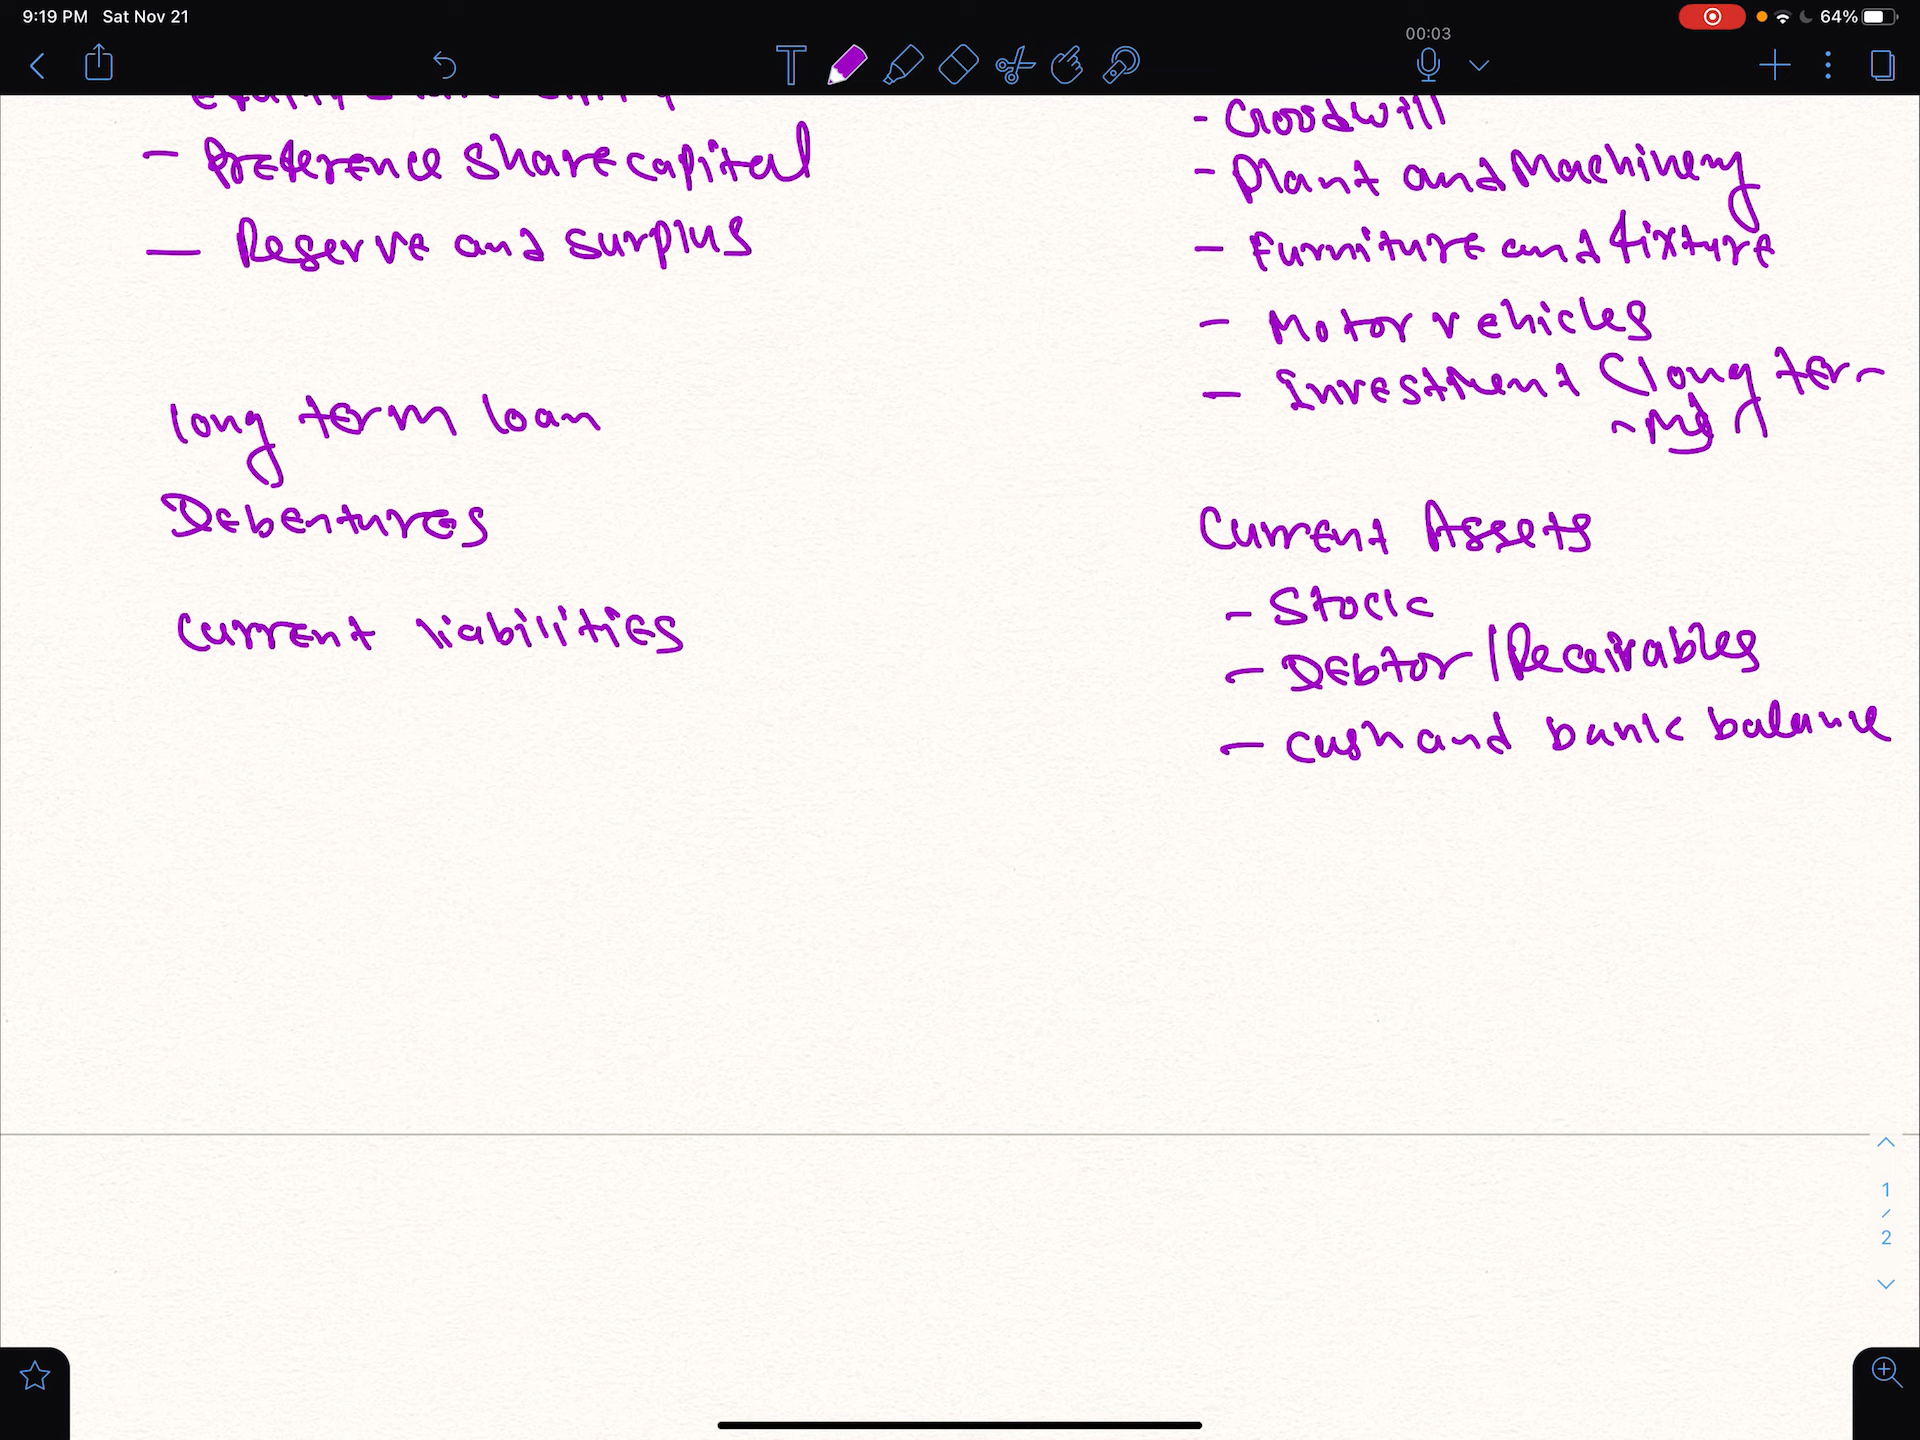 9:19 PM Sat Nov 21
64%
00:03
- Preference share capital
- Reserve and surplus
long term loan
Debentures
Current liabilities
- Goodwill
- Plant and Machinery
- Furniture and fixture
- Motor vehicles
- Investment (long ter-
Current Assets
- Stock
- Debtor / Receivables
- cash and bank balance
1
/
2